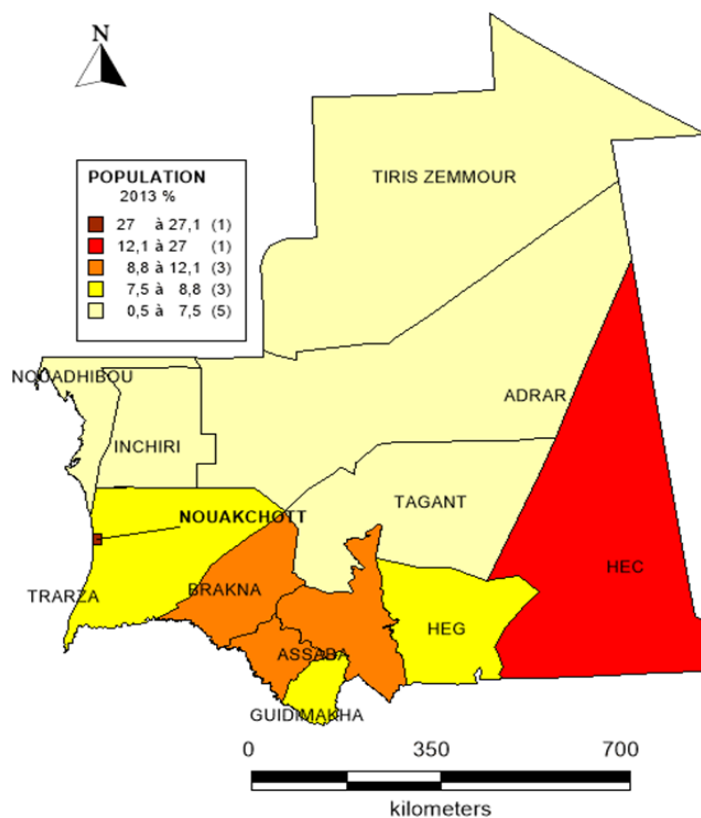 N
TIRIS ZEMMOUR
POPULATION
2013 %
27 à 27,1 (1)
12,1 à 27 (1)
8,8 à 12,1 (3)
7,5 à 8,8 (3)
0,5 à 7,5 (5)
NOUADHIBOU
ADRAR
INCHIRI
TAGANT
NOUAKCHOTT
HEC
BRAKNA
TRARZA
HEG
ASSABA
GUIDIMAKHA
0 350 700
kilometers